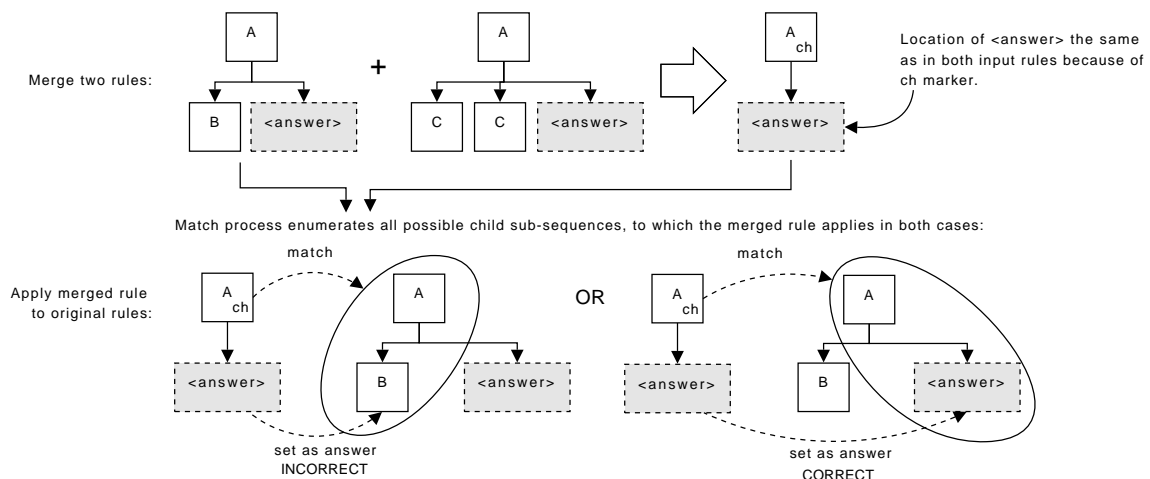 A
+
A
A
ch
Location of <answer> the same
as in both input rules because of
ch marker.
Merge two rules:
B
<answer>
C
C
<answer>
<answer>
Match process enumerates all possible child sub-sequences, to which the merged rule applies in both cases:
match
match
Apply merged rule
to original rules:
A
ch
A
OR
A
ch
A
<answer>
B
<answer>
<answer>
B
<answer>
set as answer
INCORRECT
set as answer
CORRECT